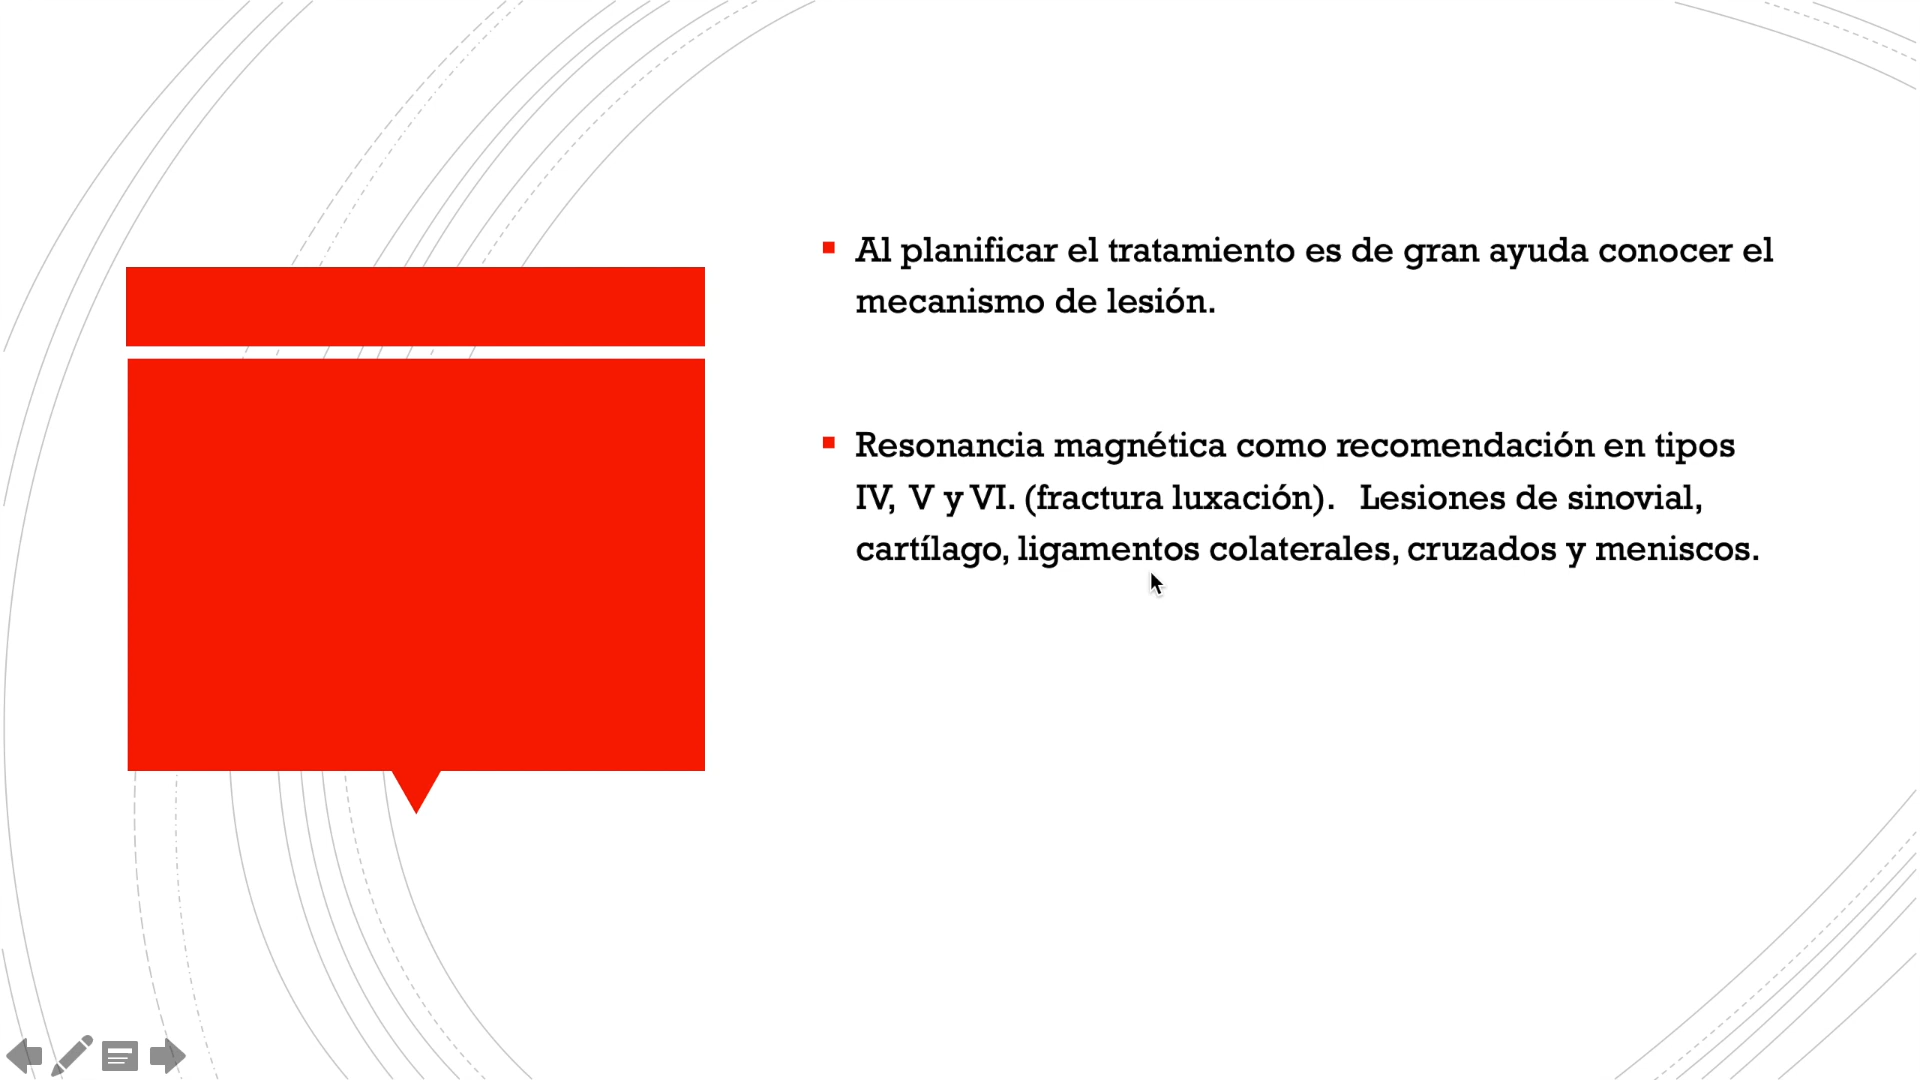 Al planificar el tratamiento es de gran ayuda conocer el
mecanismo de lesión.
Resonancia magnética como recomendación en tipos
IV, V y VI. (fractura luxación). Lesiones de sinovial,
cartílago, ligamentos colaterales, cruzados y meniscos.